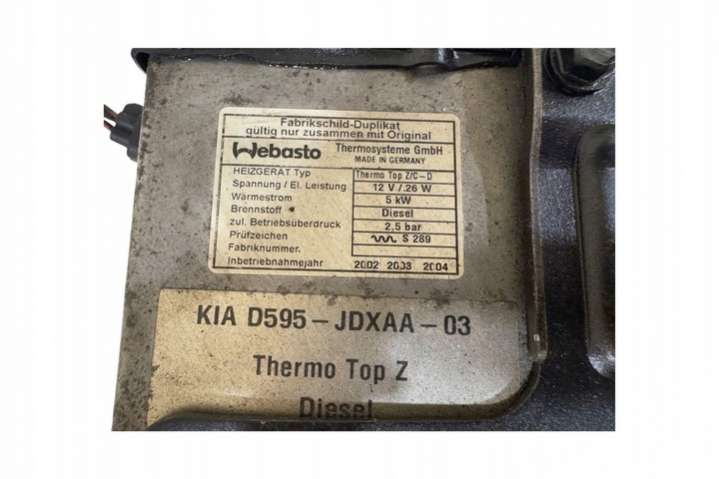 Fabrikschild-Duplikat
gültig nur zusammen mit Original
Webasto Thermosysteme GmbH
MADE IN GERMANY
HEIZGERÄT Typ Thermo Top Z/C-D
Spannung / El. Leistung 12 V /.26 W
Wärmestrom 5 kW
Brennstoff Diesel
zul. Betriebsüberdruck 2,5 bar
Prüfzeichen S 289
Fabriknummer.
Inbetriebnahmejahr 2002 2003 2004
KIA D595-JDXAA-03
Thermo Top Z
Diesel